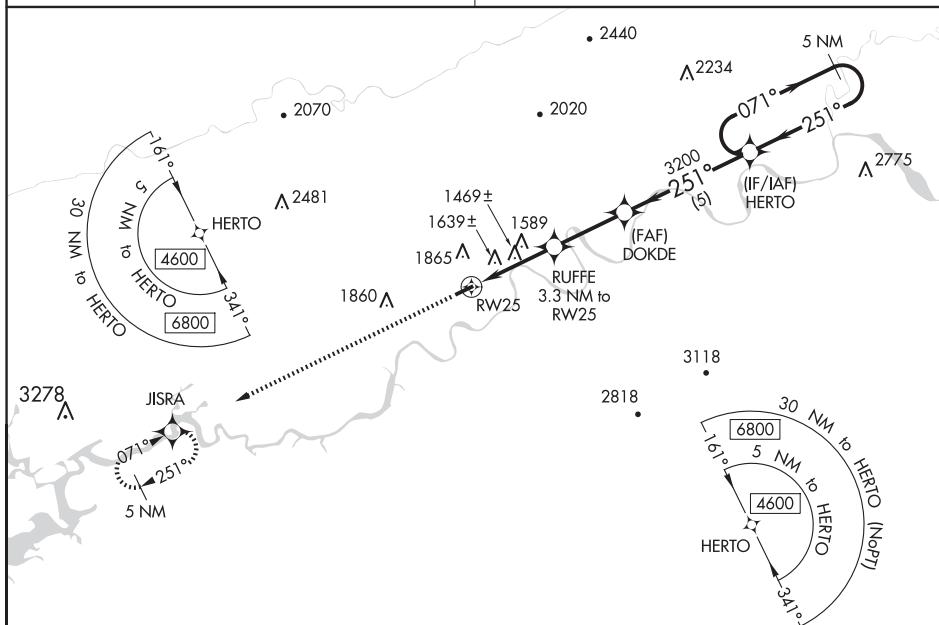 2440
5 NM
2234
071°
251°
2070
2020
161°
30 NM to HERTO
5 NM to HERTO
HERTO
4600
6800
341°
2481
3200
251°
(5)
(IF/IAF)
HERTO
2775
1469±
1639±
1589
1865
(FAF)
DOKDE
RUFFE
3.3 NM to
RW25
RW25
1860
3278
JISRA
071°
251°
5 NM
3118
2818
30 NM to HERTO (NoPT)
6800
161°
5 NM to HERTO
4600
HERTO
341°